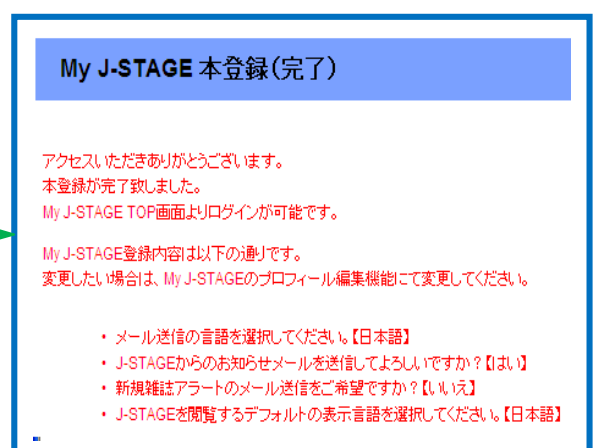 My J-STAGE 本登録(完了)
アクセスいただきありがとうございます。
本登録が完了致しました。
My J-STAGE TOP画面よりログインが可能です。
My J-STAGE登録内容は以下の通りです。
変更したい場合は、My J-STAGEのプロフィール編集機能にて変更してください。
・ メール送信の言語を選択してください。【日本語】
・ J-STAGEからのお知らせメールを送信してよろしいですか？【はい】
・ 新規雑誌アラートのメール送信をご希望ですか？【いいえ】
・ J-STAGEを閲覧するデフォルトの表示言語を選択してください。【日本語】